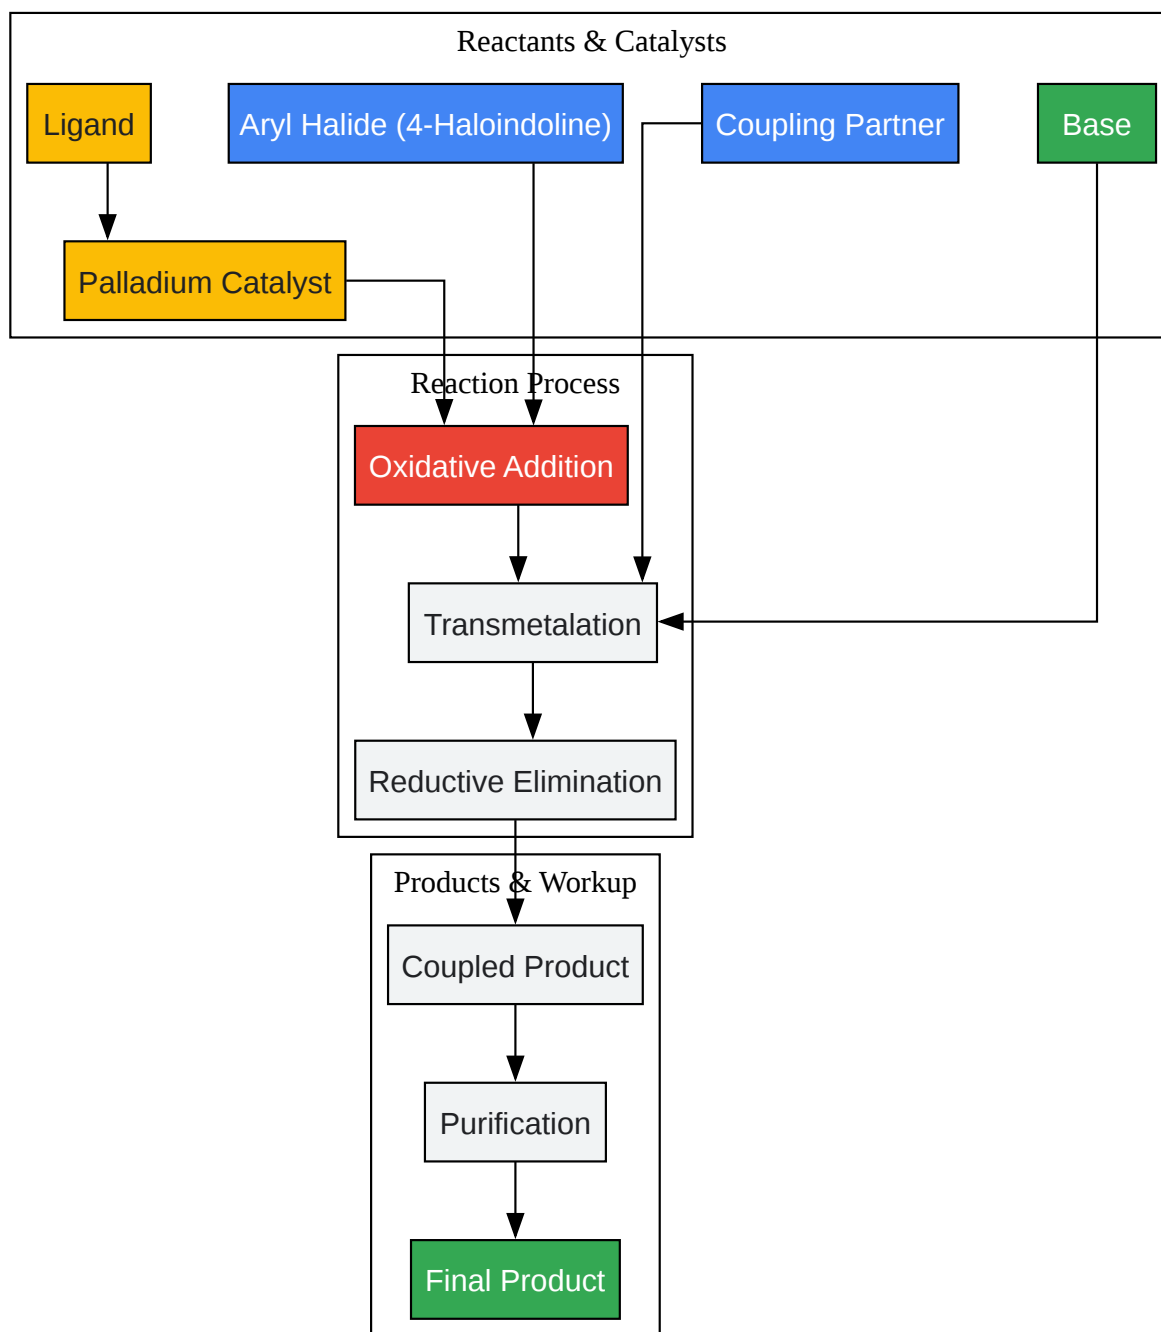 Reactants & Catalysts
Ligand
Aryl Halide (4-Haloindoline)
Coupling Partner
Base
Palladium Catalyst
Reaction Process
Oxidative Addition
Transmetalation
Reductive Elimination
Products & Workup
Coupled Product
Purification
Final Product